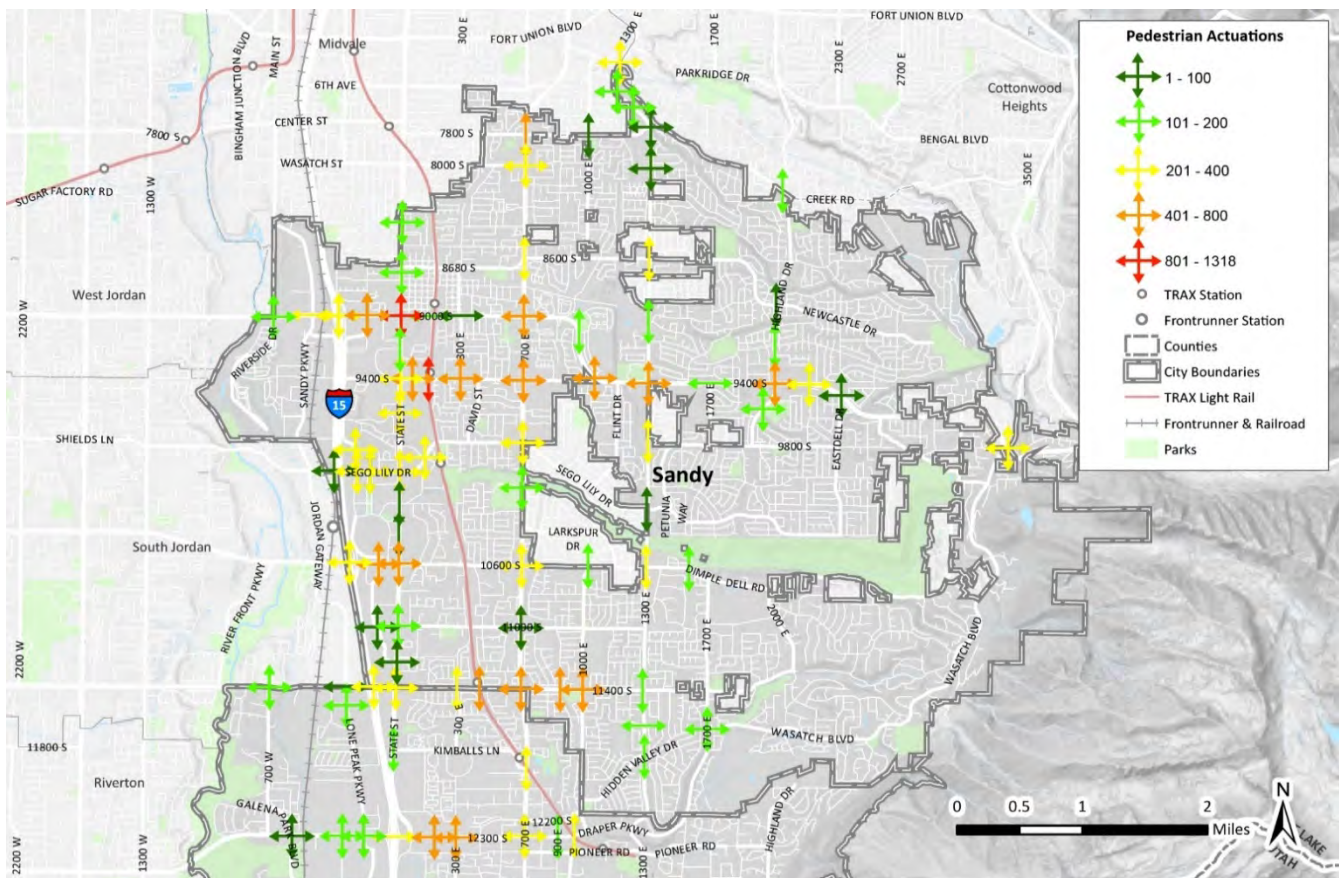 FORT UNION BLVD
1300 E
1700 E
300 E
FORT UNION BLVD
Midvale
MAIN ST
BINGHAM JUNCTION BLVD
6TH AVE
PARKRIDGE DR
2300 E
2700 E
Cottonwood
Heights
CENTER ST
7800 S
7800 S
BENGAL BLVD
WASATCH ST
8000 S
1000 E
3500 E
SUGAR FACTORY RD
1300 W
CREEK RD
8680 S
8600 S
HIGHLAND DR
West Jordan
2200 W
9000 S
300 E
700 E
NEWCASTLE DR
RIVERSIDE DR
SANDY PKWY
9400 S
9400 S
1700 E
15
STATE ST
DAVID ST
FLINT DR
EASTDELL DR
SHIELDS LN
9800 S
SEGO LILY DR
SEGO LILY DR
Sandy
PETUNIA
WAY
JORDAN GATEWAY
LARKSPUR
DR
South Jordan
10600 S
DIMPLE DELL RD
RIVER FRONT PKWY
1300 E
2000 E
1700 E
11000 S
WASATCH BLVD
2200 W
1000 E
11400 S
LONE PEAK PKWY
STATE ST
300 E
1700 E
WASATCH BLVD
11800 S
KIMBALLS LN
HIDDEN VALLEY DR
700 W
Riverton
GALENA PARK BLVD
12200 S
DRAPER PKWY
HIGHLAND DR
2200 W
1300 W
12300 S
300 E
700 E
900 E
PIONEER RD
1300 E
PIONEER RD
Pedestrian Actuations
1 - 100
101 - 200
201 - 400
401 - 800
801 - 1318
TRAX Station
Frontrunner Station
Counties
City Boundaries
TRAX Light Rail
Frontrunner & Railroad
Parks
N
0 0.5 1 2
Miles
LAKE
UTAH